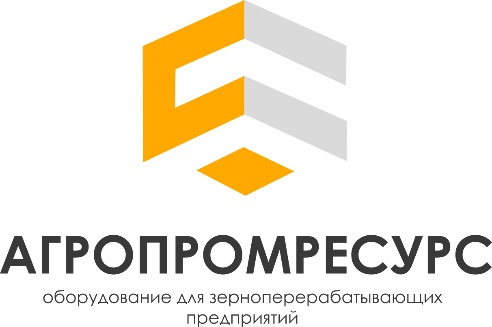 АГРОПРОМРЕСУРС
оборудование для зерноперерабатывающих
предприятий